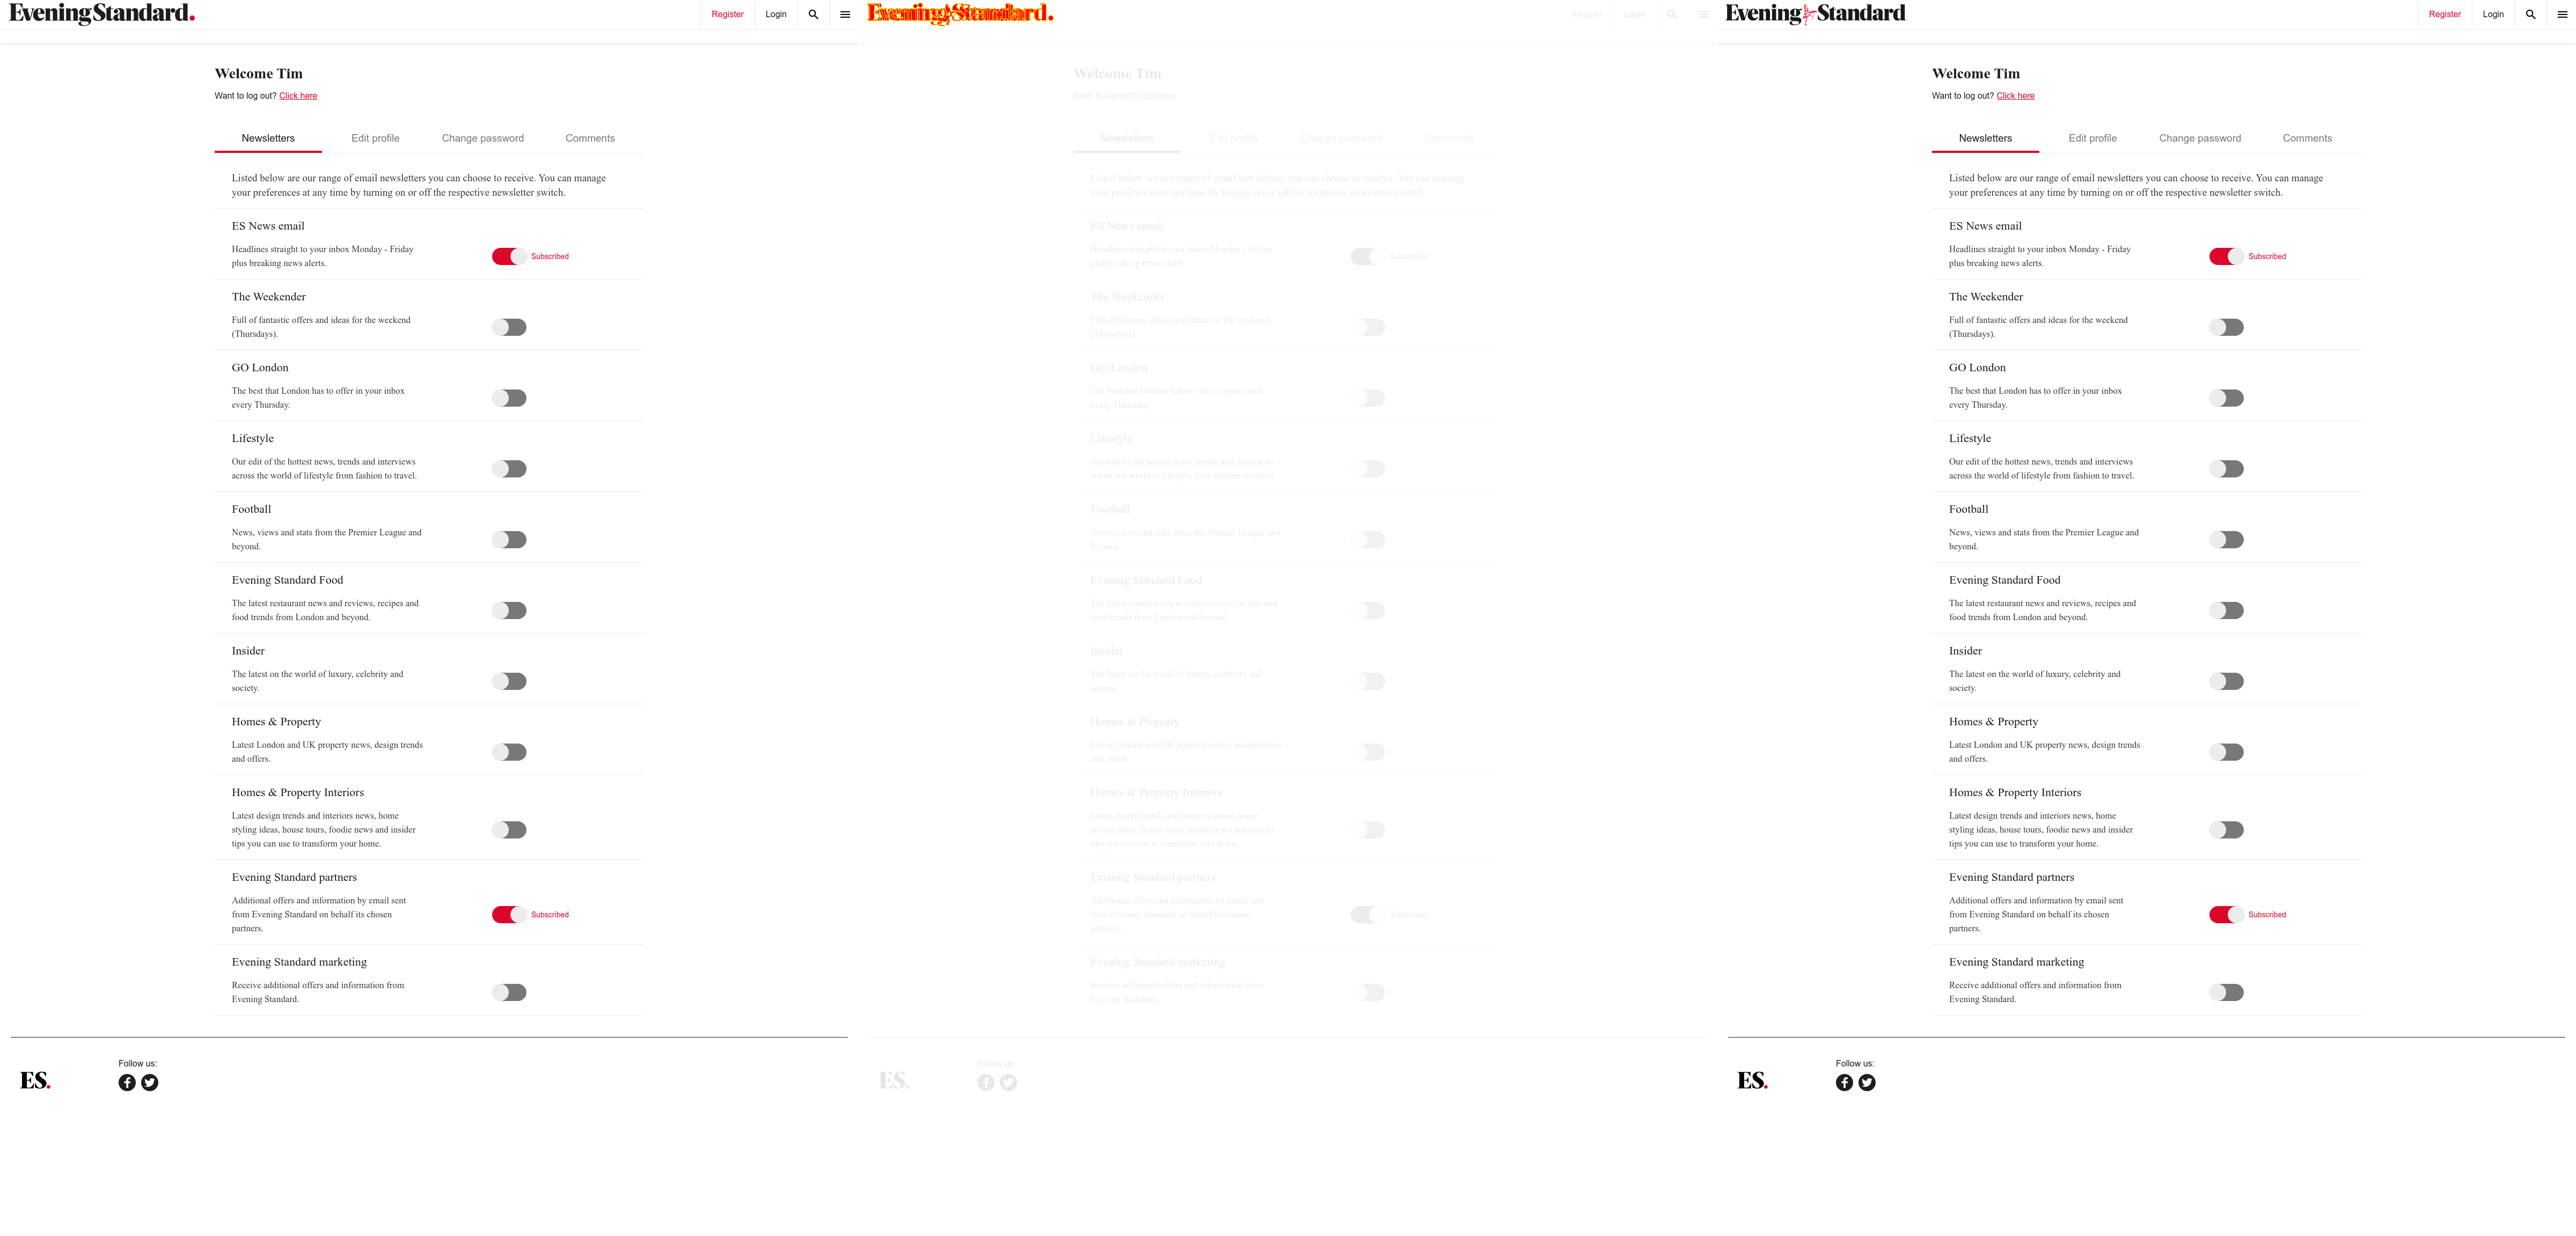 EveningStandard.
Register
Login
Welcome Tim
Want to log out? Click here
Newsletters
Edit profile
Change password
Comments
Listed below are our range of email newsletters you can choose to receive. You can manage
your preferences at any time by turning on or off the respective newsletter switch.
ES News email
Headlines straight to your inbox Monday - Friday
plus breaking news alerts.
Subscribed
The Weekender
Full of fantastic offers and ideas for the weekend
(Thursdays).
GO London
The best that London has to offer in your inbox
every Thursday.
Lifestyle
Our edit of the hottest news, trends and interviews
across the world of lifestyle from fashion to travel.
Football
News, views and stats from the Premier League and
beyond.
Evening Standard Food
The latest restaurant news and reviews, recipes and
food trends from London and beyond.
Insider
The latest on the world of luxury, celebrity and
society.
Homes & Property
Latest London and UK property news, design trends
and offers.
Homes & Property Interiors
Latest design trends and interiors news, home
styling ideas, house tours, foodie news and insider
tips you can use to transform your home.
Evening Standard partners
Additional offers and information by email sent
from Evening Standard on behalf its chosen
partners.
Subscribed
Evening Standard marketing
Receive additional offers and information from
Evening Standard.
ES.
Follow us:
EveningStandard.
Register
Login
Welcome Tim
Want to log out? Click here
Newsletters
Edit profile
Change password
Comments
Listed below are our range of email newsletters you can choose to receive. You can manage
your preferences at any time by turning on or off the respective newsletter switch.
ES News email
Headlines straight to your inbox Monday - Friday
plus breaking news alerts.
Subscribed
The Weekender
Full of fantastic offers and ideas for the weekend
(Thursdays).
GO London
The best that London has to offer in your inbox
every Thursday.
Lifestyle
Our edit of the hottest news, trends and interviews
across the world of lifestyle from fashion to travel.
Football
News, views and stats from the Premier League and
beyond.
Evening Standard Food
The latest restaurant news and reviews, recipes and
food trends from London and beyond.
Insider
The latest on the world of luxury, celebrity and
society.
Homes & Property
Latest London and UK property news, design trends
and offers.
Homes & Property Interiors
Latest design trends and interiors news, home
styling ideas, house tours, foodie news and insider
tips you can use to transform your home.
Evening Standard partners
Additional offers and information by email sent
from Evening Standard on behalf its chosen
partners.
Subscribed
Evening Standard marketing
Receive additional offers and information from
Evening Standard.
ES.
Follow us:
Evening Standard
Register
Login
Welcome Tim
Want to log out? Click here
Newsletters
Edit profile
Change password
Comments
Listed below are our range of email newsletters you can choose to receive. You can manage
your preferences at any time by turning on or off the respective newsletter switch.
ES News email
Headlines straight to your inbox Monday - Friday
plus breaking news alerts.
Subscribed
The Weekender
Full of fantastic offers and ideas for the weekend
(Thursdays).
GO London
The best that London has to offer in your inbox
every Thursday.
Lifestyle
Our edit of the hottest news, trends and interviews
across the world of lifestyle from fashion to travel.
Football
News, views and stats from the Premier League and
beyond.
Evening Standard Food
The latest restaurant news and reviews, recipes and
food trends from London and beyond.
Insider
The latest on the world of luxury, celebrity and
society.
Homes & Property
Latest London and UK property news, design trends
and offers.
Homes & Property Interiors
Latest design trends and interiors news, home
styling ideas, house tours, foodie news and insider
tips you can use to transform your home.
Evening Standard partners
Additional offers and information by email sent
from Evening Standard on behalf its chosen
partners.
Subscribed
Evening Standard marketing
Receive additional offers and information from
Evening Standard.
ES.
Follow us: